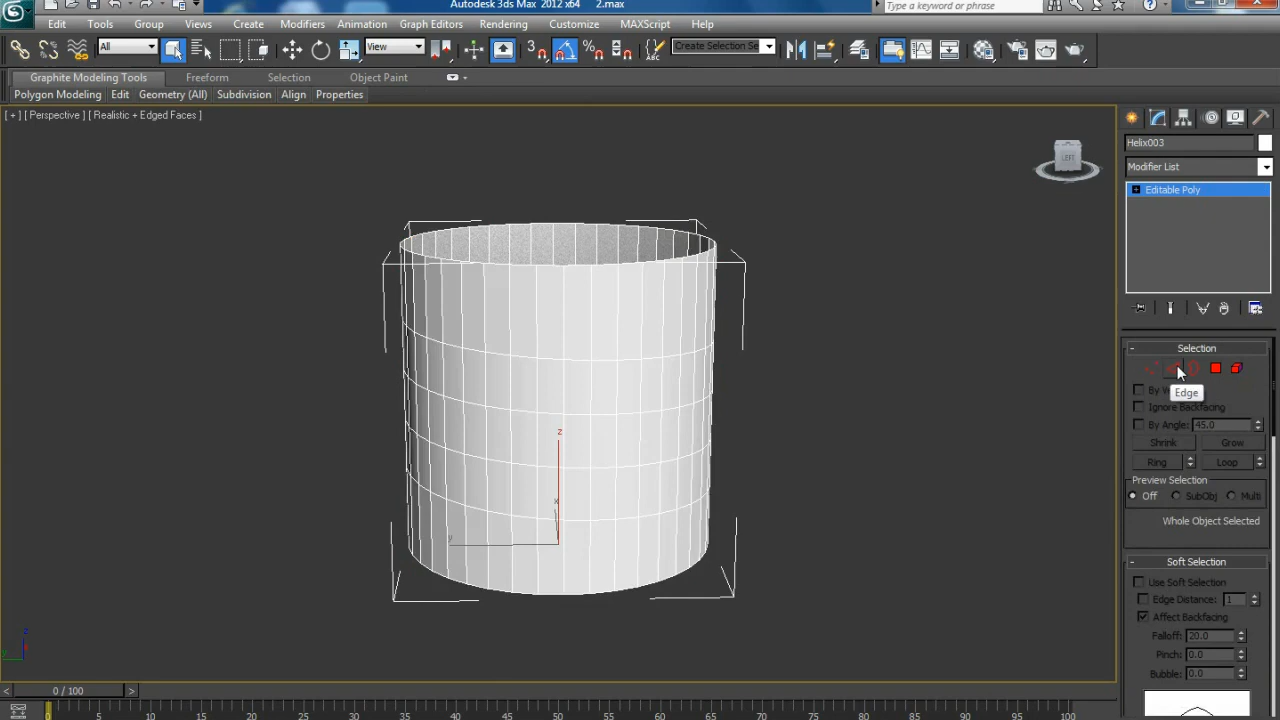 Autodesk 3ds Max 2012 x64 2.max
Type a keyword or phrase
Edit Tools Group Views Create Modifiers Animation Graph Editors Rendering Customize MAXScript Help
All
View
3
Create Selection Se
ABC
Graphite Modeling Tools Freeform Selection Object Paint
Polygon Modeling Edit Geometry (All) Subdivision Align Properties
[ + ] [ Perspective ] [ Realistic + Edged Faces ]
LEFT
Helix003
Modifier List
Editable Poly
Selection
Edge
Ignore Backfacing
By Angle: 45.0
Shrink Grow
Ring Loop
Preview Selection
Off SubObj Multi
Whole Object Selected
Soft Selection
Use Soft Selection
Edge Distance: 1
Affect Backfacing
Falloff: 20.0
Pinch: 0.0
Bubble: 0.0
z
x
y
z
y
0 / 100
0 5 10 15 20 25 30 35 40 45 50 55 60 65 70 75 80 85 90 95 100